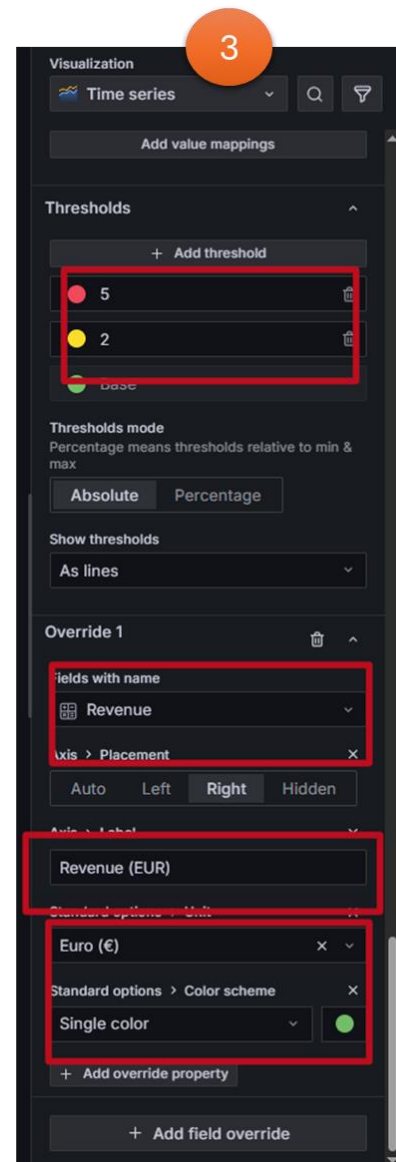 3
Visualization
Time series
Add value mappings
Thresholds
+ Add threshold
5
2
Base
Thresholds mode
Percentage means thresholds relative to min &
max
Absolute Percentage
Show thresholds
As lines
Override 1
Fields with name
Revenue
Axis > Placement
Auto Left Right Hidden
Axis > Label
Revenue (EUR)
Standard options > Unit
Euro (€)
Standard options > Color scheme
Single color
+ Add override property
+ Add field override